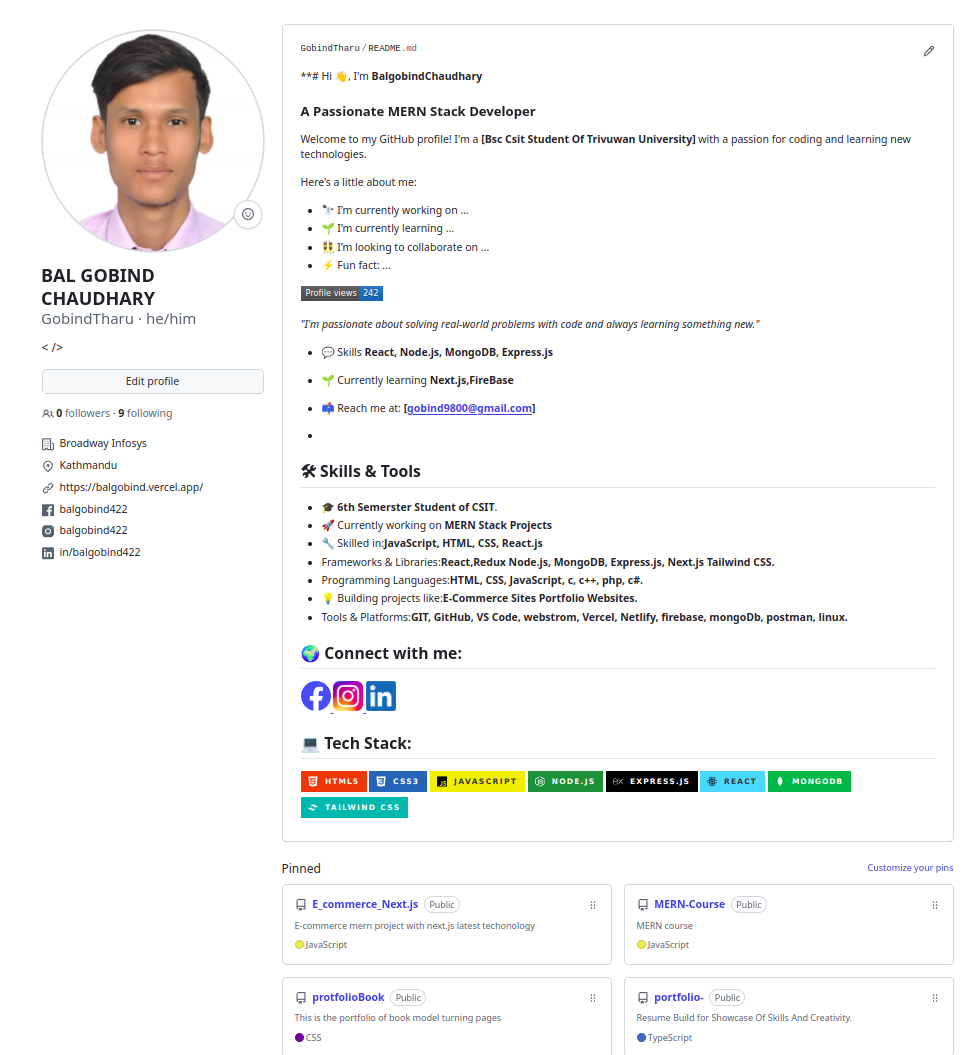 BAL GOBIND
CHAUDHARY
GobindTharu · he/him
< />
Edit profile
0 followers · 9 following
Broadway Infosys
Kathmandu
https://balgobind.vercel.app/
balgobind422
balgobind422
in/balgobind422
GobindTharu / README.md
**# Hi 👋, I'm BalgobindChaudhary
A Passionate MERN Stack Developer
Welcome to my GitHub profile! I'm a [Bsc Csit Student Of Trivuwan University] with a passion for coding and learning new
technologies.
Here's a little about me:
• 🔭 I'm currently working on ...
• 🌱 I'm currently learning ...
• 👯 I'm looking to collaborate on ...
• ⚡ Fun fact: ...
Profile views 242
"I'm passionate about solving real-world problems with code and always learning something new."
• 💬 Skills React, Node.js, MongoDB, Express.js
• 🌱 Currently learning Next.js,FireBase
• 📫 Reach me at: [gobind9800@gmail.com]
•
🛠 Skills & Tools
• 🎓 6th Semerster Student of CSIT.
• 🚀 Currently working on MERN Stack Projects
• 🔧 Skilled in:JavaScript, HTML, CSS, React.js
• Frameworks & Libraries:React,Redux Node.js, MongoDB, Express.js, Next.js Tailwind CSS.
• Programming Languages:HTML, CSS, JavaScript, c, c++, php, c#.
• 💡 Building projects like:E-Commerce Sites Portfolio Websites.
• Tools & Platforms:GIT, GitHub, VS Code, webstrom, Vercel, Netlify, firebase, mongoDb, postman, linux.
🌍 Connect with me:
💻 Tech Stack:
HTML5 CSS3 JAVASCRIPT NODE.JS EXPRESS.JS REACT MONGODB
TAILWIND CSS
Pinned
Customize your pins
E_commerce_Next.js Public
E-commerce mern project with next.js latest techonology
JavaScript
MERN-Course Public
MERN course
JavaScript
protfolioBook Public
This is the portfolio of book model turning pages
CSS
portfolio- Public
Resume Build for Showcase Of Skills And Creativity.
TypeScript